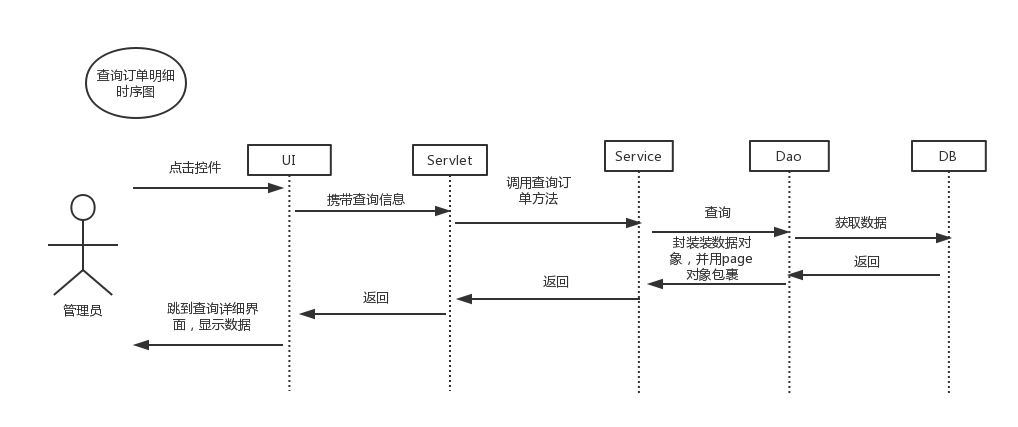 查询订单明细
时序图
UI
Servlet
Service
Dao
DB
点击控件
携带查询信息
调用查询订
单方法
查询
获取数据
封装装数据对
象，并用page
对象包裹
返回
返回
返回
跳到查询详细界
面，显示数据
管理员